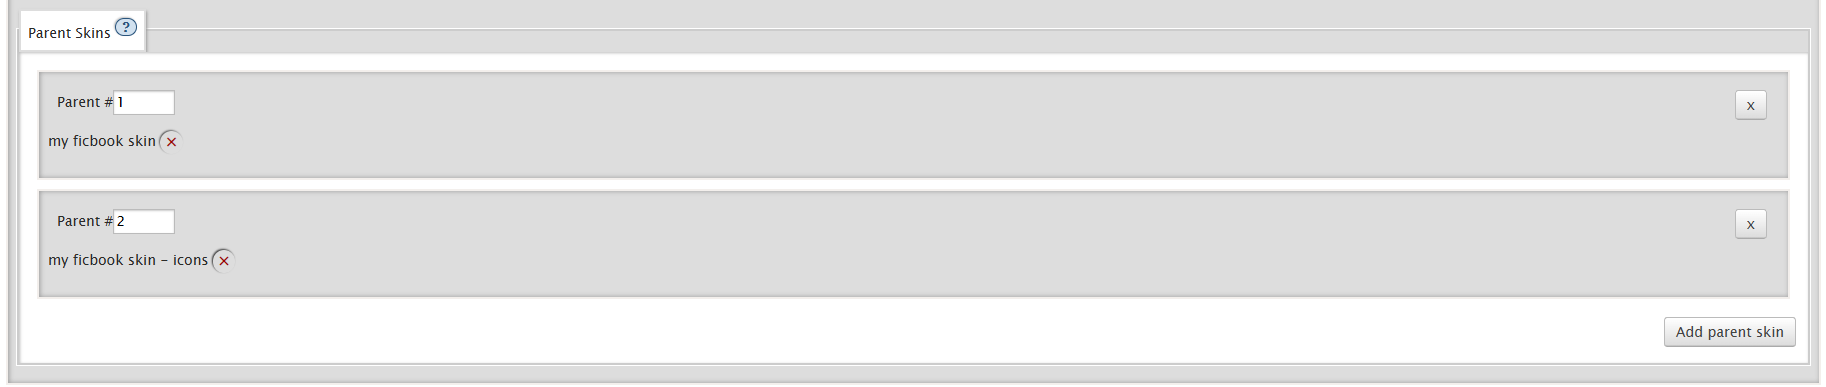 Parent Skins ?
Parent # 1
x
my ficbook skin ×
Parent # 2
x
my ficbook skin - icons ×
Add parent skin